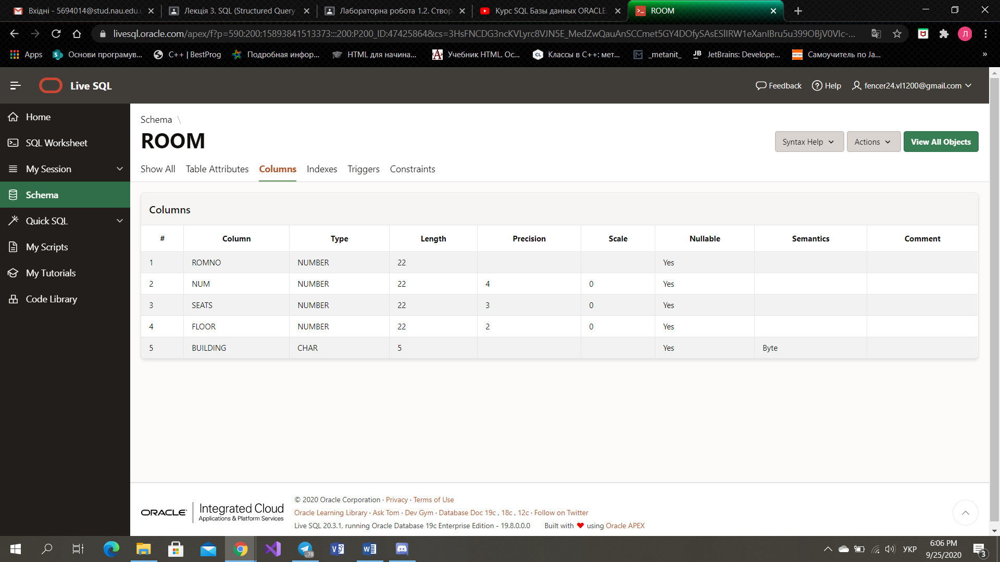 Вхідні - 5694014@stud.nau.edu.u
Лекція 3. SQL (Structured Query
Лабораторна робота 1.2. Створ
Курс SQL Базы данных ORACLE.
ROOM
livesql.oracle.com/apex/f?p=590:200:15893841513373:::200:P200_ID:47425864&cs=3HsFNCDG3ncKVLyrc8VJN5E_MedZwQauAnSCCmet5GY4DOfySAsESlIRW1eXanIBru5u399OBjV0VIc-...
Л
Apps
Основи програмув...
C++ | BestProg
Подробная инфор...
HTML для начина...
Учебник HTML. Ос...
Классы в C++: мет...
_metanit_
JetBrains: Develope...
Самоучитель по Ja...
»
Live SQL
Feedback
Help
fencer24.vl1200@gmail.com
Home
SQL Worksheet
My Session
Schema
Quick SQL
My Scripts
My Tutorials
Code Library
Schema \
ROOM
Syntax Help
Actions
View All Objects
Show All Table Attributes Columns Indexes Triggers Constraints
Columns
# Column Type Length Precision Scale Nullable Semantics Comment
1 ROMNO NUMBER 22 Yes
2 NUM NUMBER 22 4 0 Yes
3 SEATS NUMBER 22 3 0 Yes
4 FLOOR NUMBER 22 2 0 Yes
5 BUILDING CHAR 5 Yes Byte
ORACLE Integrated Cloud
Applications & Platform Services
© 2020 Oracle Corporation · Privacy · Terms of Use
Oracle Learning Library · Ask Tom · Dev Gym · Database Doc 19c , 18c , 12c · Follow on Twitter
Live SQL 20.3.1, running Oracle Database 19c Enterprise Edition - 19.8.0.0.0 Built with ❤ using Oracle APEX
..78
УКР
6:06 PM
9/25/2020
3